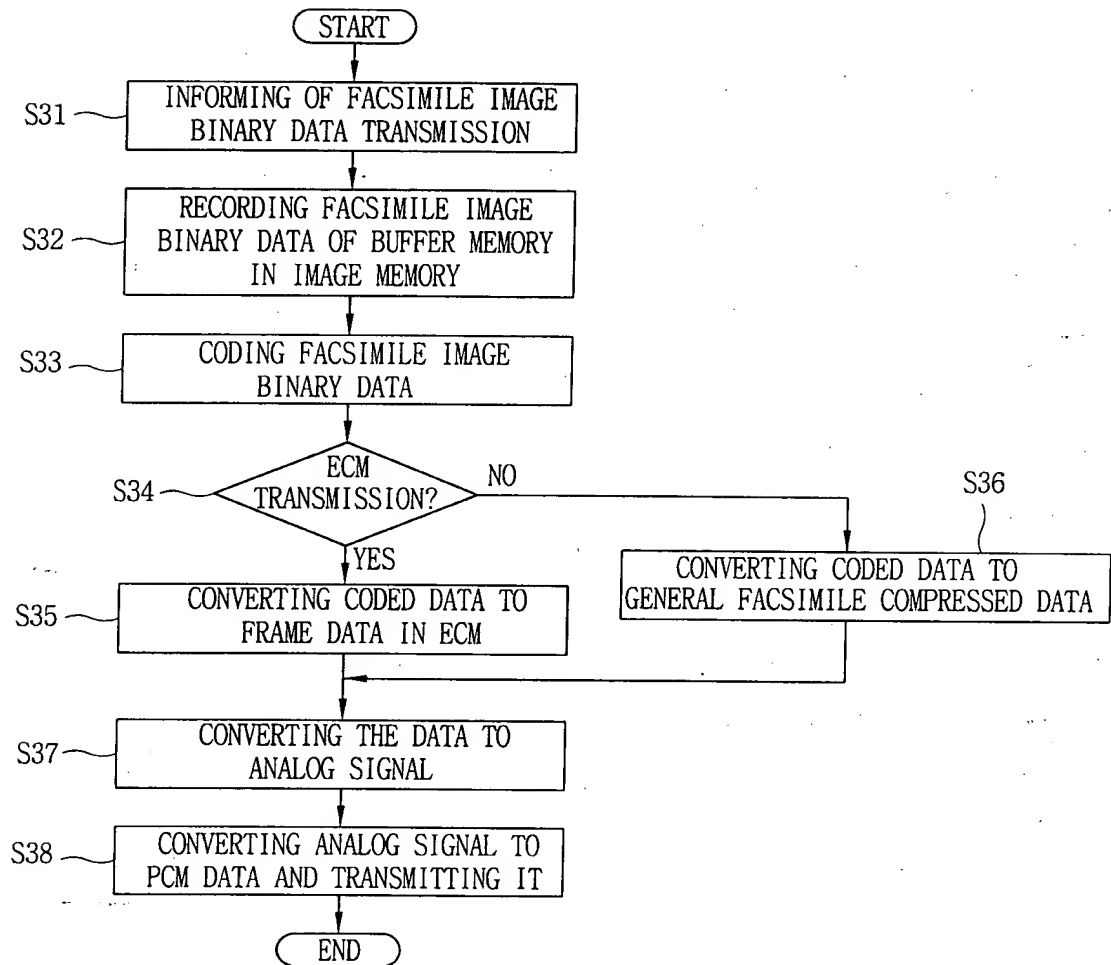 START
S31
INFORMING OF FACSIMILE IMAGE
BINARY DATA TRANSMISSION
S32
RECORDING FACSIMILE IMAGE
BINARY DATA OF BUFFER MEMORY
IN IMAGE MEMORY
S33
CODING FACSIMILE IMAGE
BINARY DATA
S34
ECM
TRANSMISSION?
NO
YES
S36
CONVERTING CODED DATA TO
GENERAL FACSIMILE COMPRESSED DATA
S35
CONVERTING CODED DATA TO
FRAME DATA IN ECM
S37
CONVERTING THE DATA TO
ANALOG SIGNAL
S38
CONVERTING ANALOG SIGNAL TO
PCM DATA AND TRANSMITTING IT
END